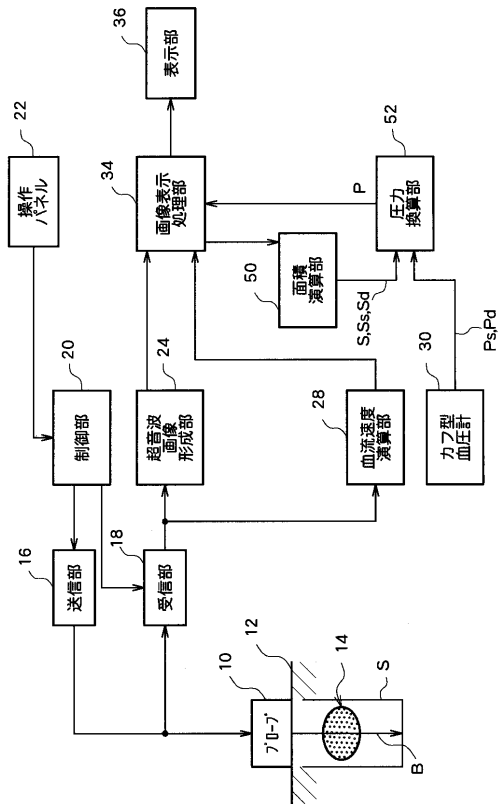 22
操作
パネル
20
制御部
16
送信部
18
受信部
24
超音波
画像
形成部
34
画像表示
処理部
36
表示部
50
面積
演算部
S,Ss,Sd
P
52
圧力
換算部
28
血流速度
演算部
30
カフ型
血圧計
Ps,Pd
10
プローブ
12
14
S
B